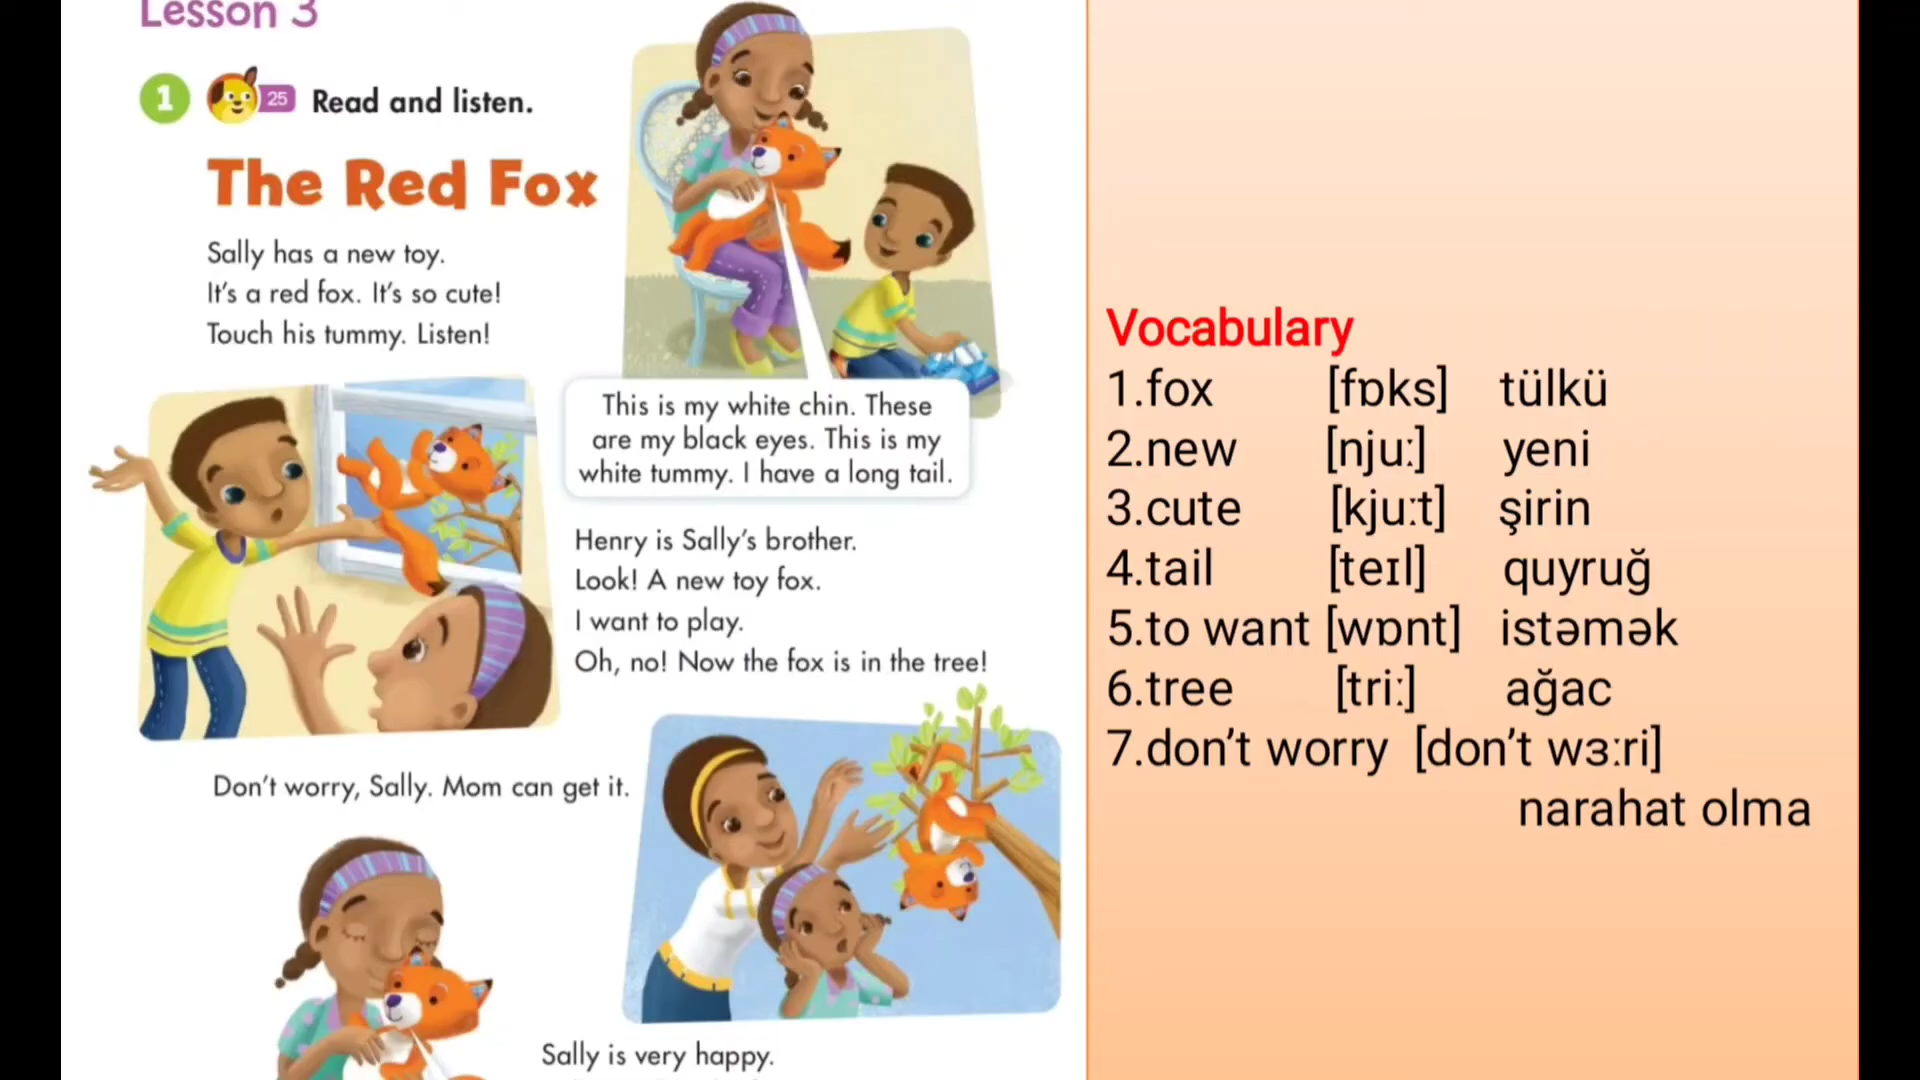 Lesson 3
1 25 Read and listen.
The Red Fox
Sally has a new toy.
It's a red fox. It's so cute!
Touch his tummy. Listen!
This is my white chin. These
are my black eyes. This is my
white tummy. I have a long tail.
Henry is Sally's brother.
Look! A new toy fox.
I want to play.
Oh, no! Now the fox is in the tree!
Don't worry, Sally. Mom can get it.
Sally is very happy.
Vocabulary
1.fox [fɒks] tülkü
2.new [njuː] yeni
3.cute [kjuːt] şirin
4.tail [teɪl] quyruğ
5.to want [wɒnt] istəmək
6.tree [triː] ağac
7.don't worry [don't wɜːri]
narahat olma